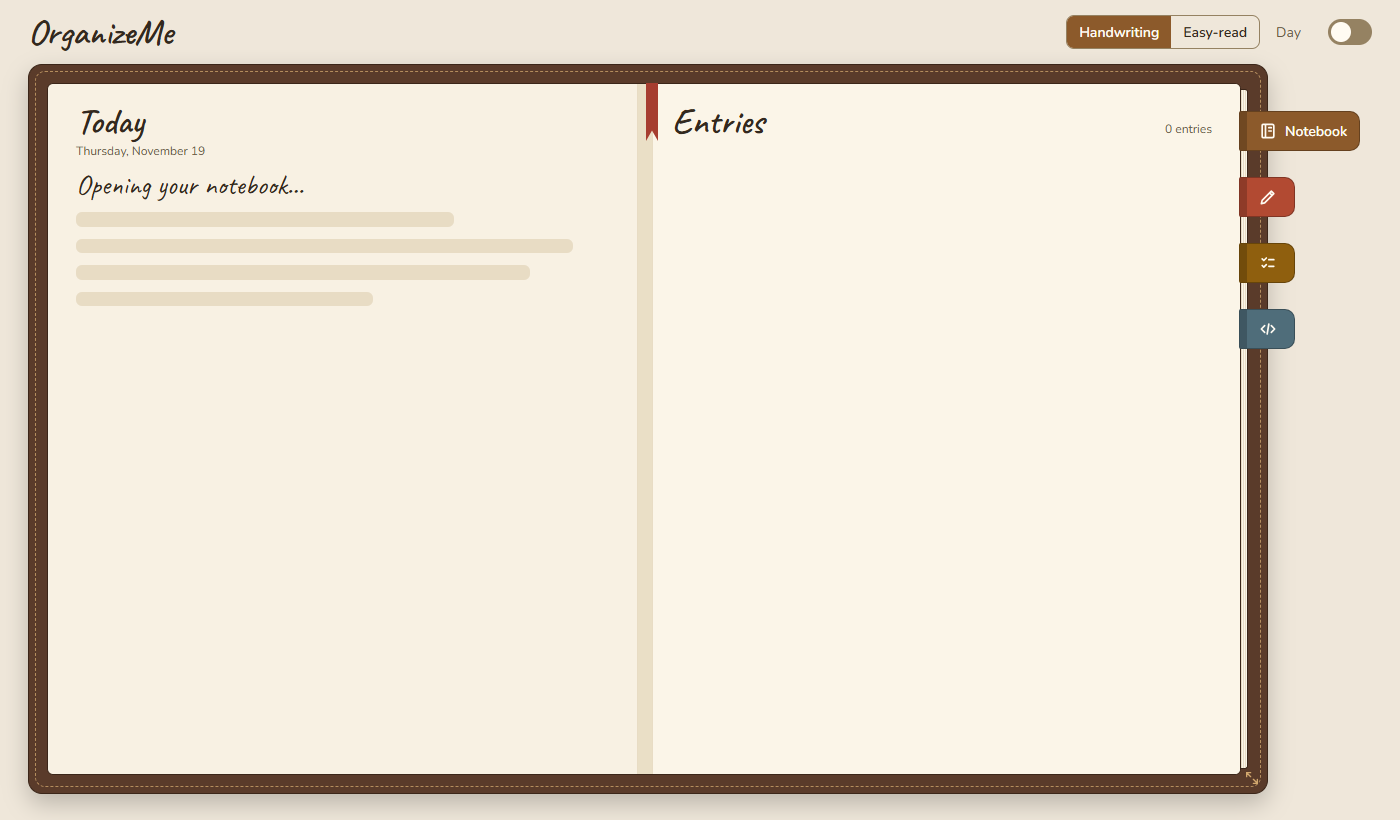 OrganizeMe
Handwriting
Easy-read
Day
Today
Thursday, November 19
Opening your notebook...
Entries
0 entries
Notebook